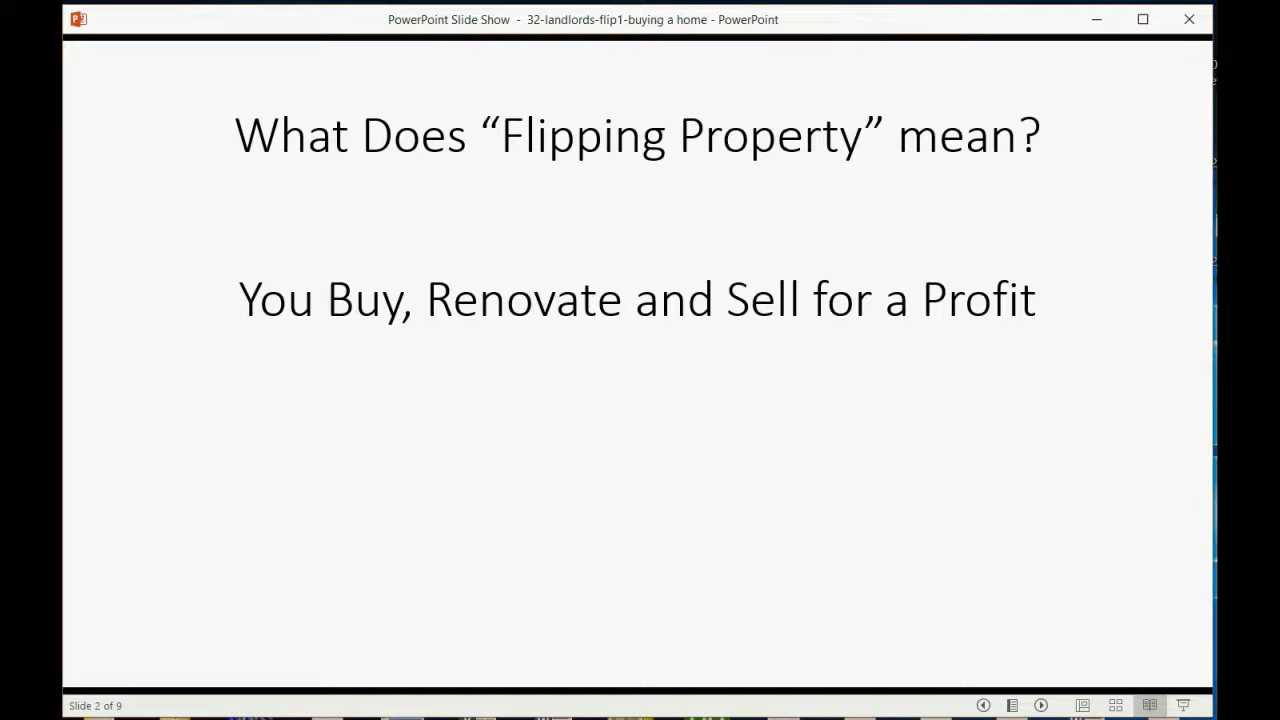 PowerPoint Slide Show - 32-landlords-flip1-buying a home - PowerPoint
What Does “Flipping Property” mean?
You Buy, Renovate and Sell for a Profit
Slide 2 of 9